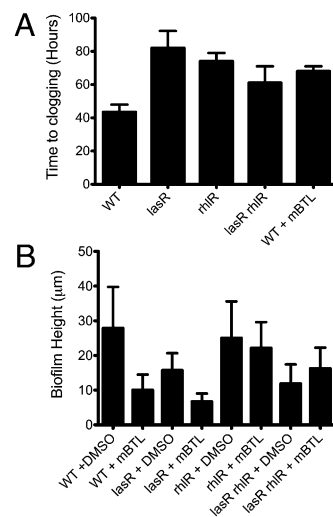 A
Time to clogging (Hours)
100
80
60
40
20
0
WT
lasR
rhlR
lasR rhlR
WT + mBTL
B
Biofilm Height (µm)
50
40
30
20
10
0
WT +DMSO
WT + mBTL
lasR + DMSO
lasR + mBTL
rhlR + DMSO
rhlR + mBTL
lasR rhlR + DMSO
lasR rhlR + mBTL